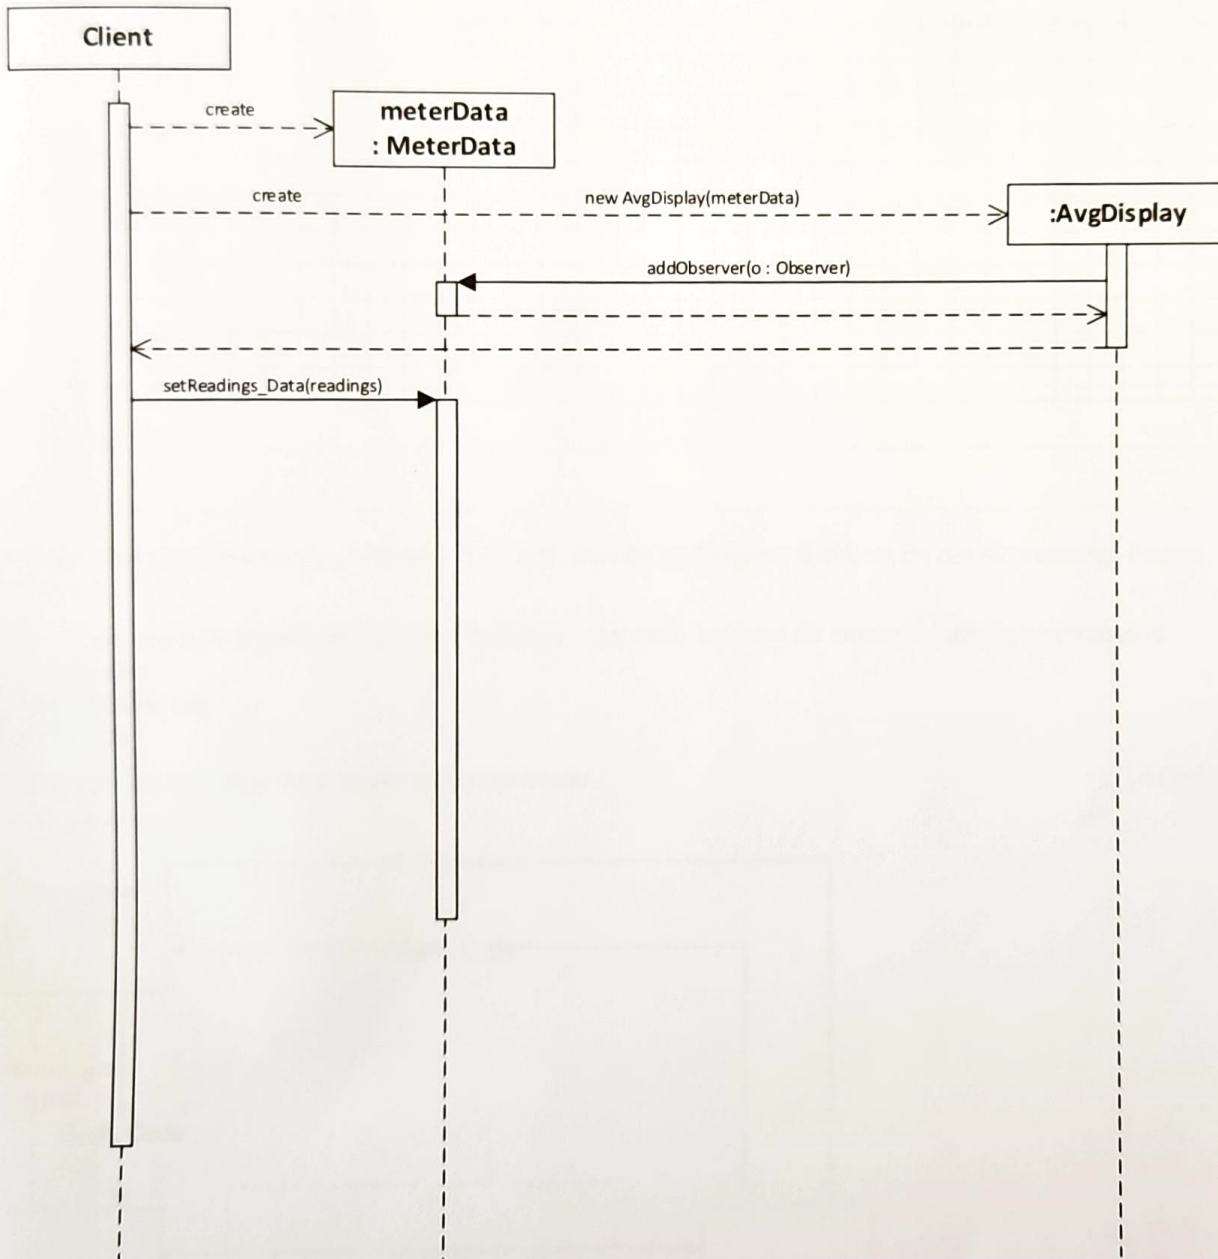 Client
create
meterData
: MeterData
create
new AvgDisplay(meterData)
:AvgDisplay
addObserver(o : Observer)
setReadings_Data(readings)